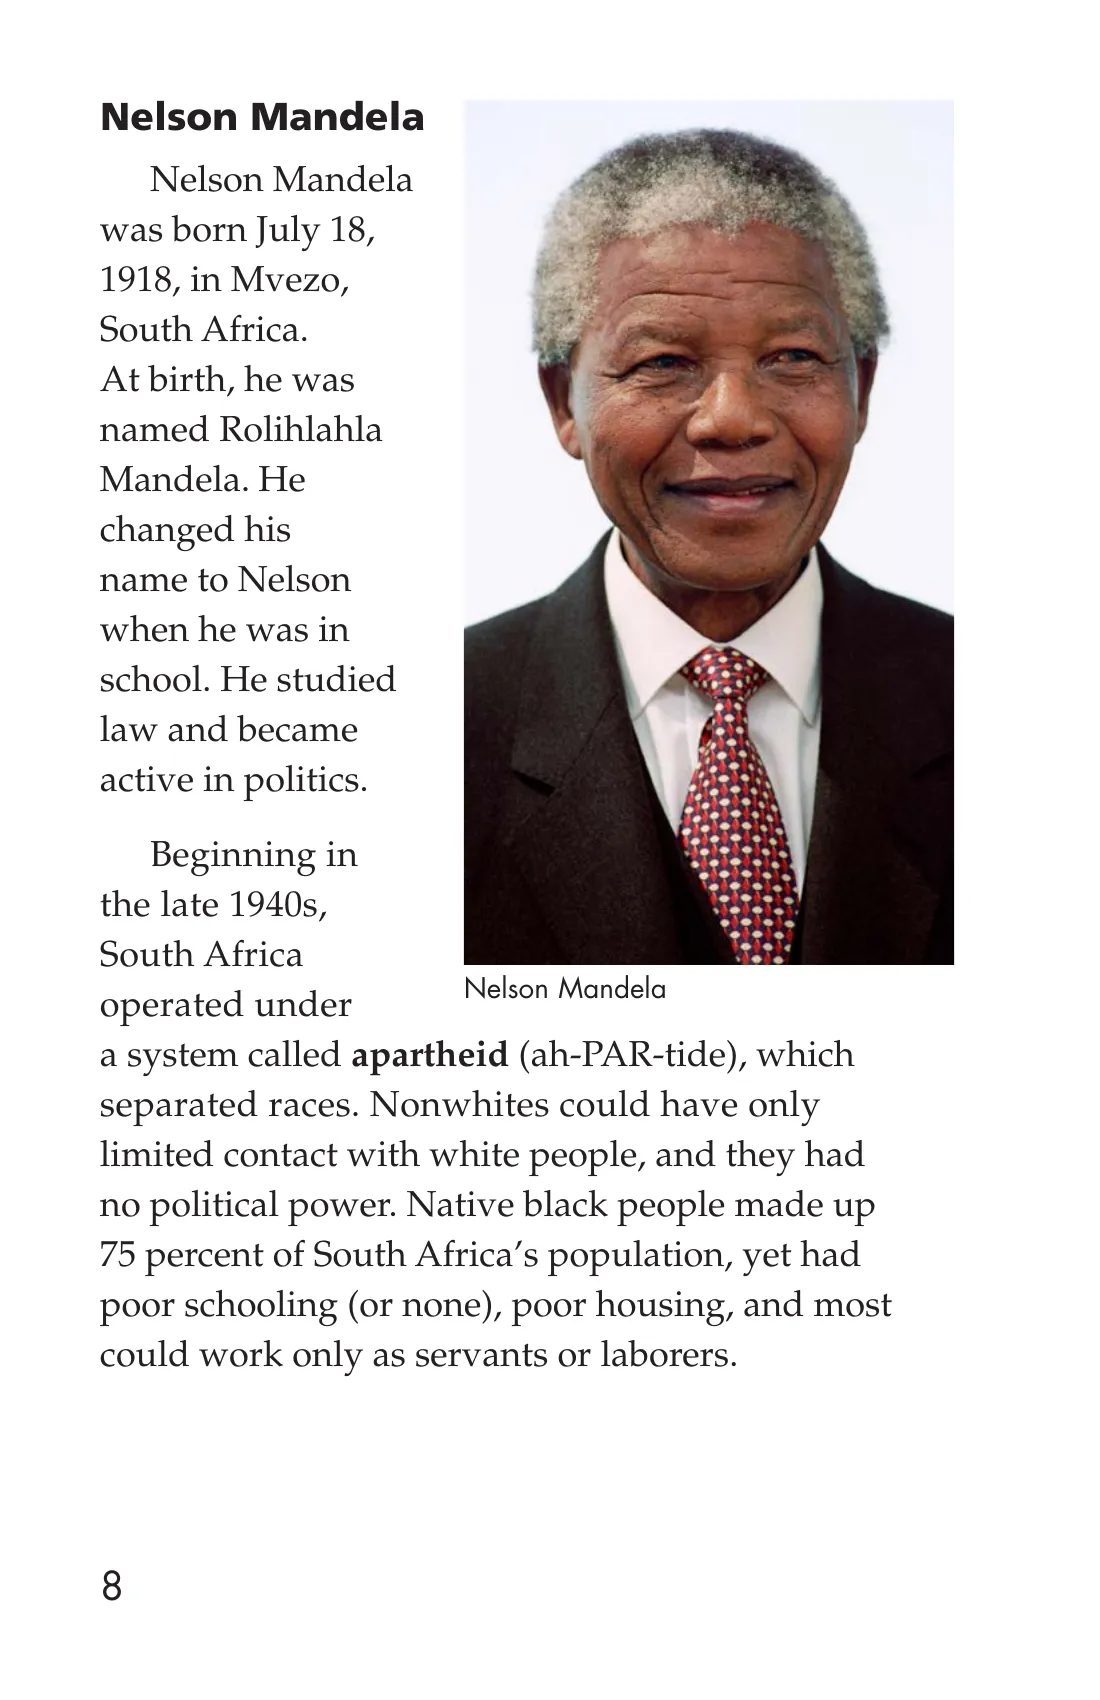 Nelson Mandela
Nelson Mandela
was born July 18,
1918, in Mvezo,
South Africa.
At birth, he was
named Rolihlahla
Mandela. He
changed his
name to Nelson
when he was in
school. He studied
law and became
active in politics.
Beginning in
the late 1940s,
South Africa
operated under
a system called apartheid (ah-PAR-tide), which
separated races. Nonwhites could have only
limited contact with white people, and they had
no political power. Native black people made up
75 percent of South Africa’s population, yet had
poor schooling (or none), poor housing, and most
could work only as servants or laborers.
Nelson Mandela
8